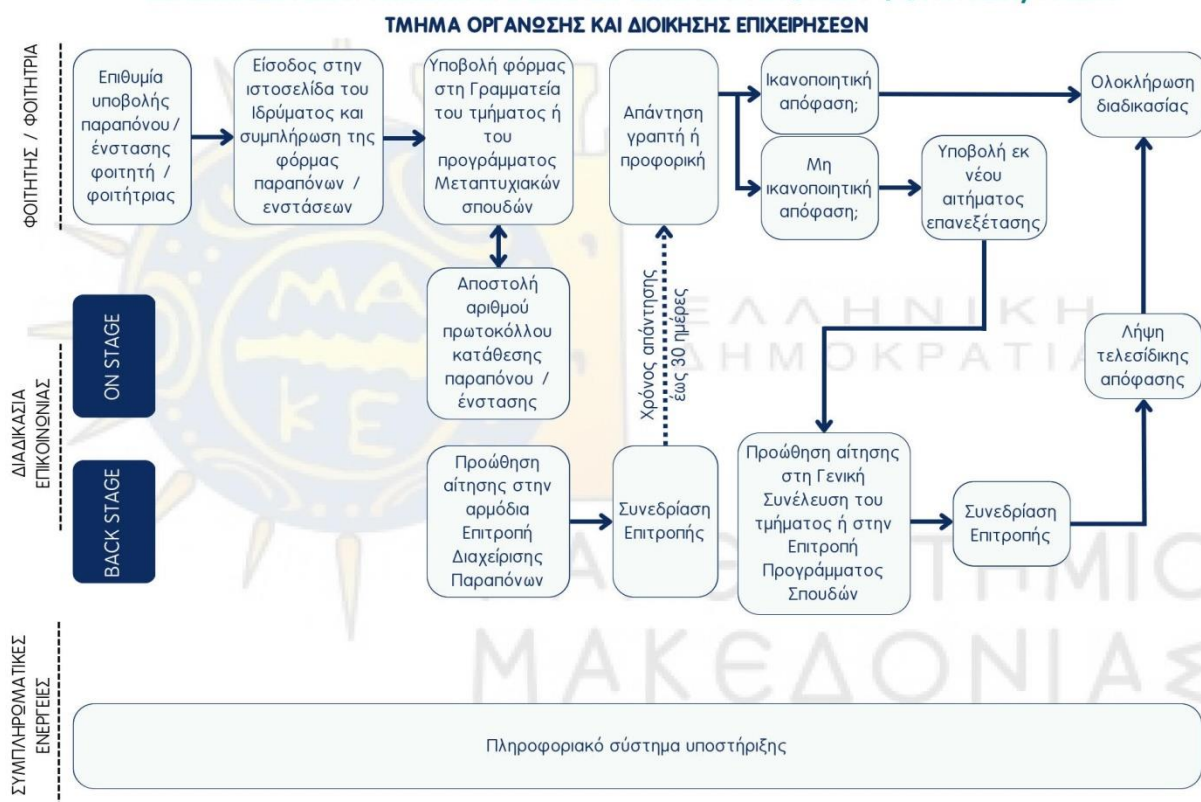 ΤΜΗΜΑ ΟΡΓΑΝΩΣΗΣ ΚΑΙ ΔΙΟΙΚΗΣΗΣ ΕΠΙΧΕΙΡΗΣΕΩΝ
ΦΟΙΤΗΤΗΣ / ΦΟΙΤΗΤΡΙΑ
Επιθυμία
υποβολής
παραπόνου /
ένστασης
φοιτητή /
φοιτήτριας
Είσοδος στην
ιστοσελίδα του
Ιδρύματος και
συμπλήρωση της
φόρμας
παραπόνων /
ενστάσεων
Υποβολή φόρμας
στη Γραμματεία
του τμήματος ή
του
προγράμματος
Μεταπτυχιακών
σπουδών
Απάντηση
γραπτή ή
προφορική
Ικανοποιητική
απόφαση;
Μη
ικανοποιητική
απόφαση;
Υποβολή εκ
νέου
αιτήματος
επανεξέτασης
Ολοκλήρωση
διαδικασίας
ΔΙΑΔΙΚΑΣΙΑ
ΕΠΙΚΟΙΝΩΝΙΑΣ
ON STAGE
Αποστολή
αριθμού
πρωτοκόλλου
κατάθεσης
παραπόνου /
ένστασης
Χρόνος απάντησης
έως 30 ημέρες
Λήψη
τελεσίδικης
απόφασης
BACK STAGE
Προώθηση
αίτησης στην
αρμόδια
Επιτροπή
Διαχείρισης
Παραπόνων
Συνεδρίαση
Επιτροπής
Προώθηση αίτησης
στη Γενική
Συνέλευση του
τμήματος ή στην
Επιτροπή
Προγράμματος
Σπουδών
Συνεδρίαση
Επιτροπής
ΣΥΜΠΛΗΡΩΜΑΤΙΚΕΣ
ΕΝΕΡΓΕΙΕΣ
Πληροφοριακό σύστημα υποστήριξης
ΜΑ
ΚΕ
ΕΛΛΗΝΙΚΗ
ΔΗΜΟΚΡΑΤΙΑ
ΜΑΚΕΔΟΝΙΑΣ